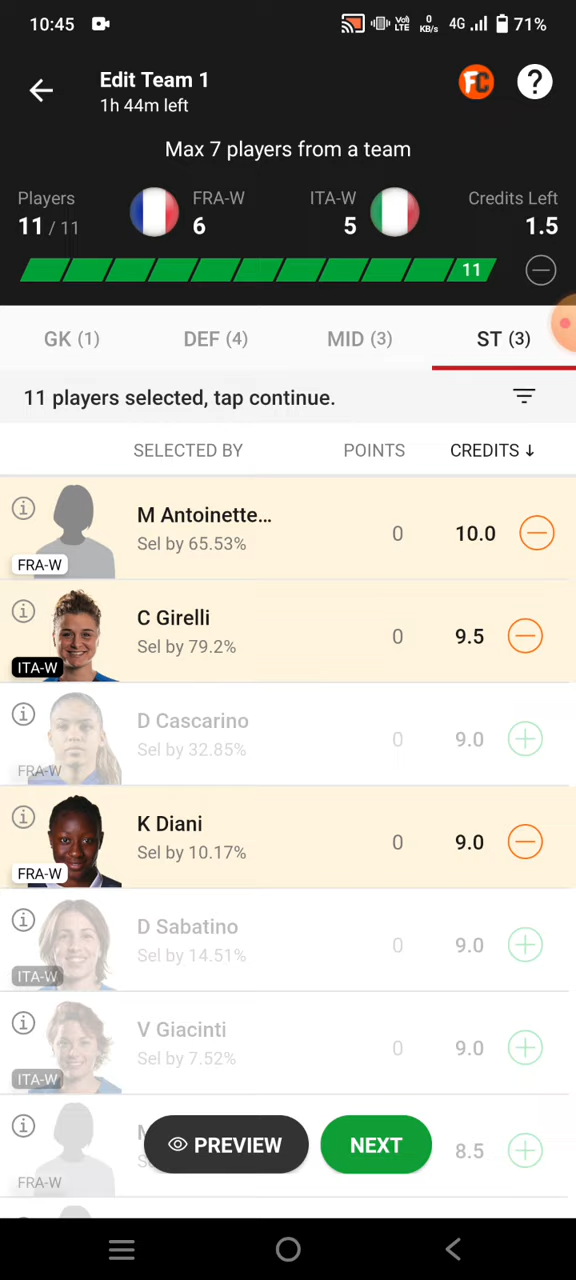 10:45
Vo) LTE
0 KB/s
4G
71%
Edit Team 1
1h 44m left
FC
?
Max 7 players from a team
Players
11 / 11
FRA-W
6
ITA-W
5
Credits Left
1.5
11
GK (1)
DEF (4)
MID (3)
ST (3)
11 players selected, tap continue.
SELECTED BY
POINTS
CREDITS ↓
M Antoinette...
Sel by 65.53%
0
10.0
FRA-W
C Girelli
Sel by 79.2%
0
9.5
ITA-W
D Cascarino
Sel by 32.85%
0
9.0
FRA-W
K Diani
Sel by 10.17%
0
9.0
FRA-W
D Sabatino
Sel by 14.51%
0
9.0
ITA-W
V Giacinti
Sel by 7.52%
0
9.0
ITA-W
8.5
FRA-W
PREVIEW
NEXT